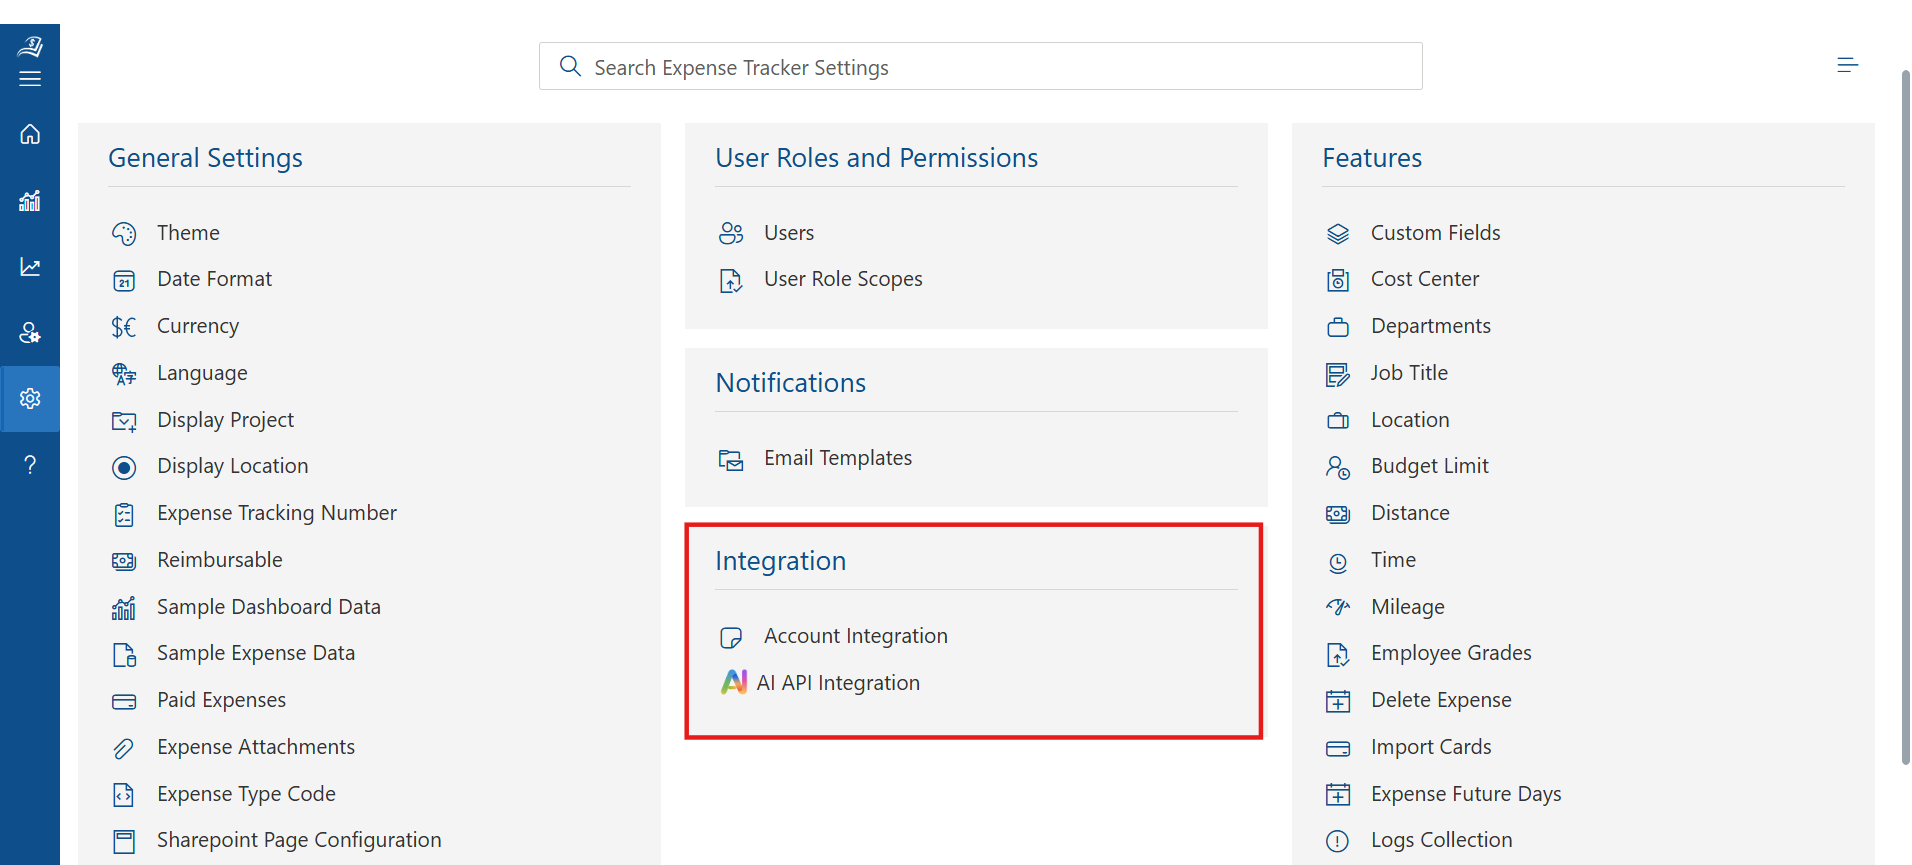 Search Expense Tracker Settings
General Settings
Theme
Date Format
Currency
Language
Display Project
Display Location
Expense Tracking Number
Reimbursable
Sample Dashboard Data
Sample Expense Data
Paid Expenses
Expense Attachments
Expense Type Code
Sharepoint Page Configuration
User Roles and Permissions
Users
User Role Scopes
Notifications
Email Templates
Integration
Account Integration
AI AI API Integration
Features
Custom Fields
Cost Center
Departments
Job Title
Location
Budget Limit
Distance
Time
Mileage
Employee Grades
Delete Expense
Import Cards
Expense Future Days
Logs Collection